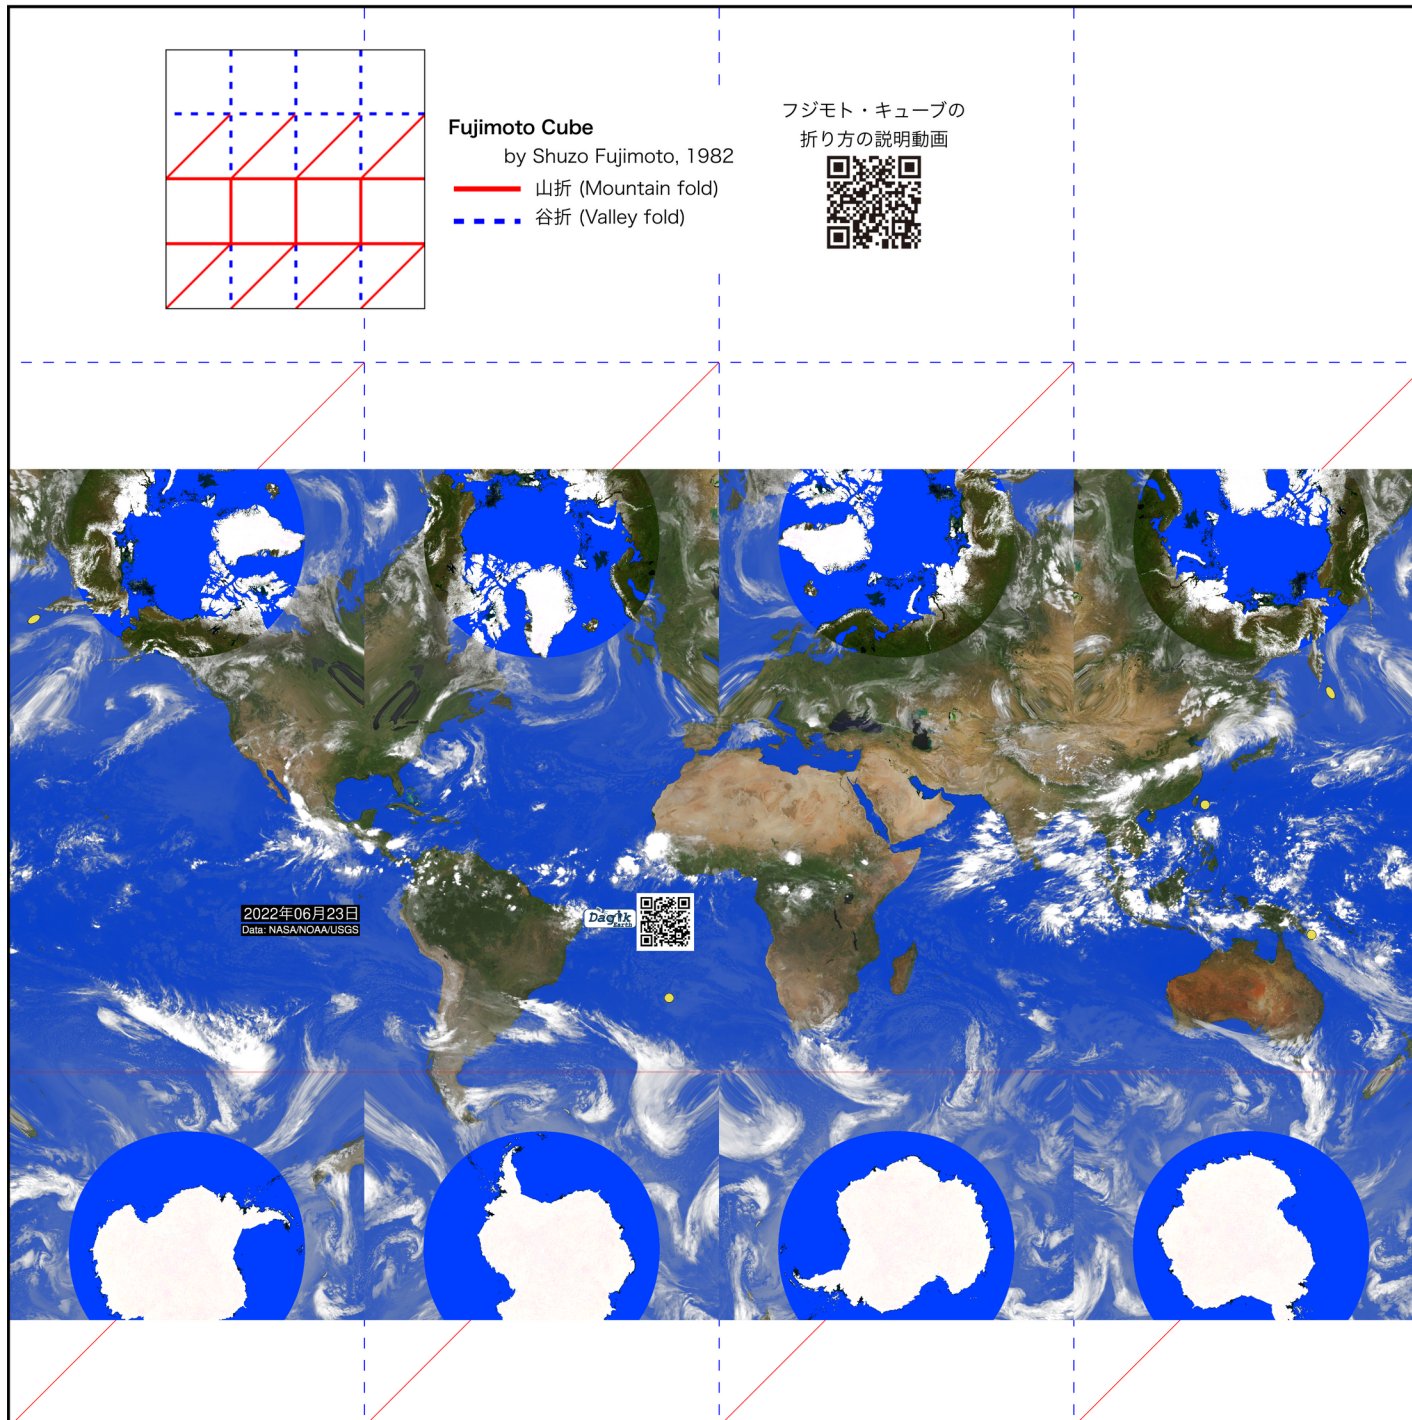 Fujimoto Cube
by Shuzo Fujimoto, 1982
山折 (Mountain fold)
谷折 (Valley fold)
フジモト・キューブの
折り方の説明動画
2022年06月23日
Data: NASA/NOAA/USGS
Dagik
Earth